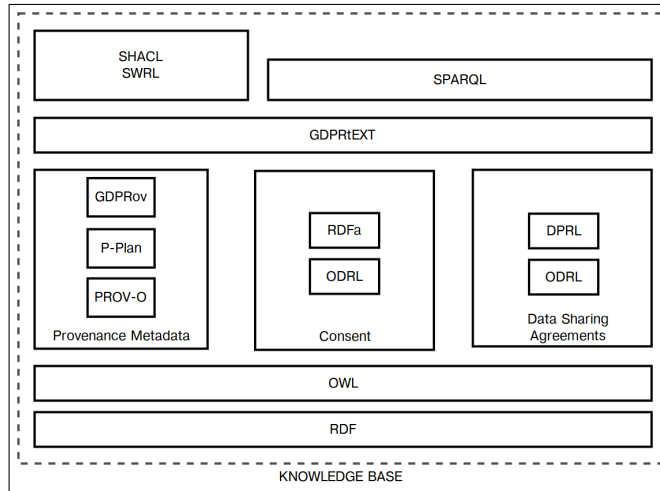 SHACL
SWRL
SPARQL
GDPRtEXT
GDPRov
P-Plan
PROV-O
Provenance Metadata
RDFa
ODRL
Consent
DPRL
ODRL
Data Sharing
Agreements
OWL
RDF
KNOWLEDGE BASE